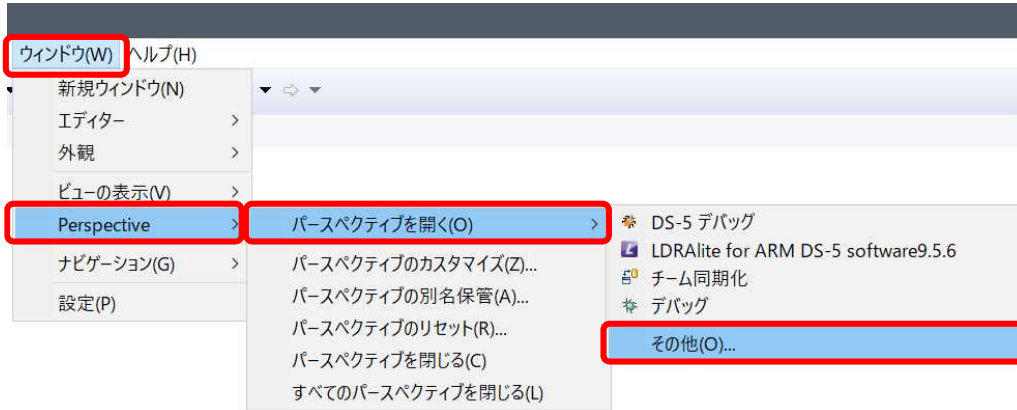 ウィンドウ(W) ヘルプ(H)
新規ウィンドウ(N)
エディター
外観
ビューの表示(V)
Perspective
ナビゲーション(G)
設定(P)
パースペクティブを開く(O)
パースペクティブのカスタマイズ(Z)...
パースペクティブの別名保管(A)...
パースペクティブのリセット(R)...
パースペクティブを閉じる(C)
すべてのパースペクティブを閉じる(L)
DS-5 デバッグ
LDRAlite for ARM DS-5 software9.5.6
チーム同期化
デバッグ
その他(O)...